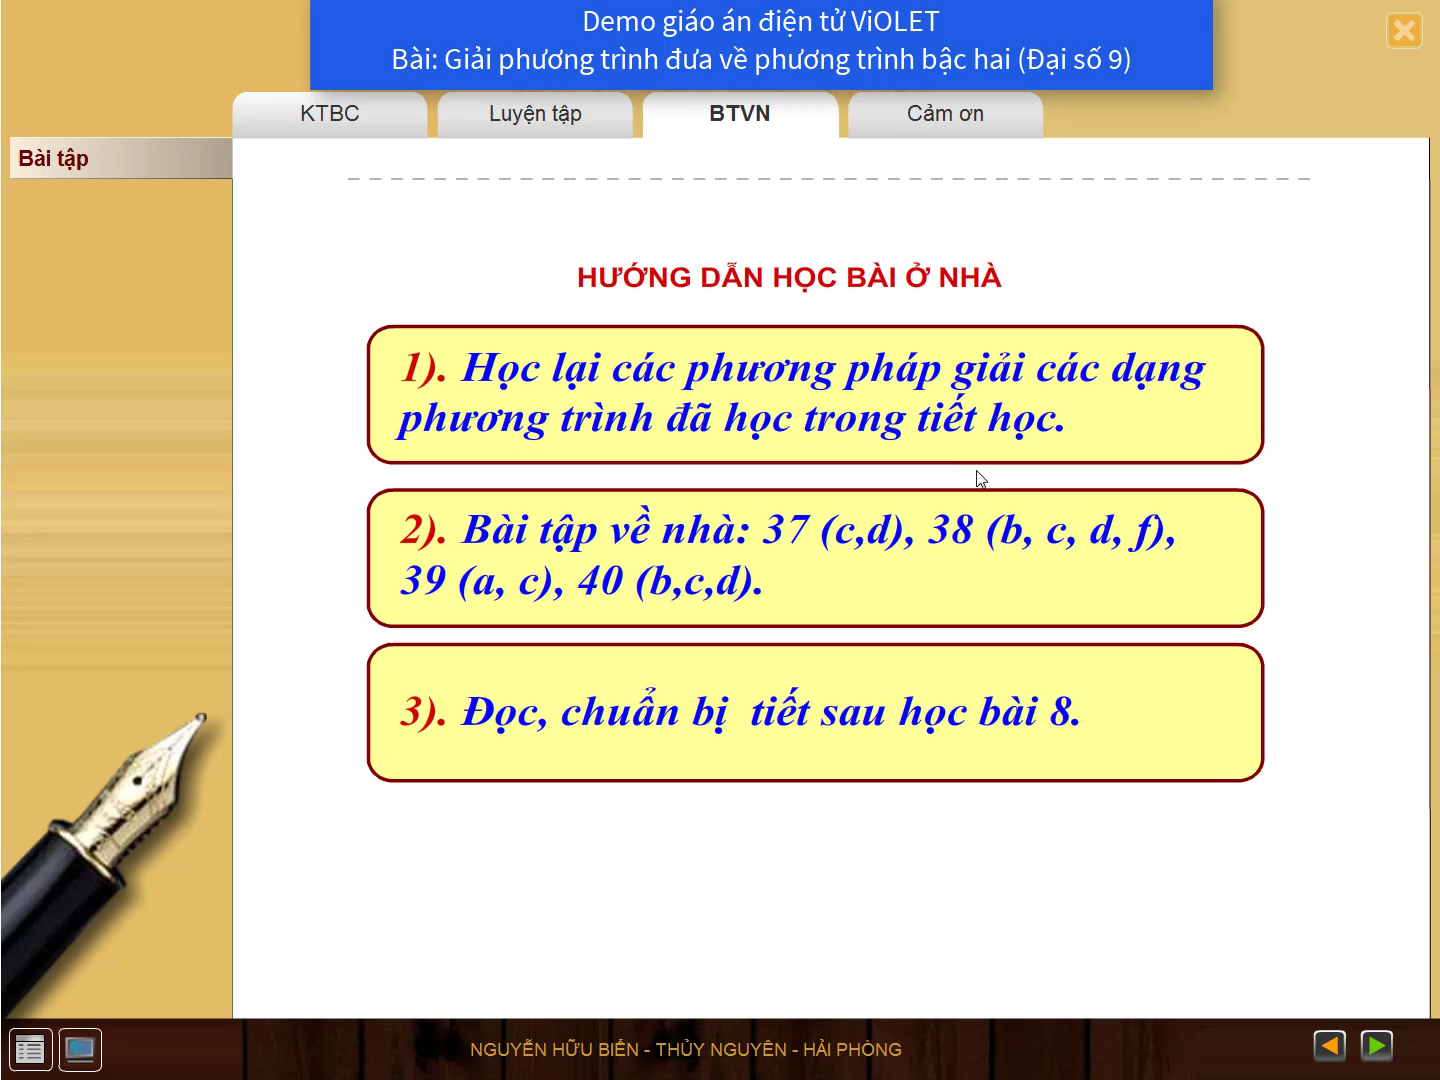 Demo giáo án điện tử ViOLET
Bài: Giải phương trình đưa về phương trình bậc hai (Đại số 9)
KTBC
Luyện tập
BTVN
Cảm ơn
Bài tập
HƯỚNG DẪN HỌC BÀI Ở NHÀ
1). Học lại các phương pháp giải các dạng
phương trình đã học trong tiết học.
2). Bài tập về nhà: 37 (c,d), 38 (b, c, d, f),
39 (a, c), 40 (b,c,d).
3). Đọc, chuẩn bị tiết sau học bài 8.
NGUYỄN HỮU BIỂN - THỦY NGUYÊN - HẢI PHÒNG